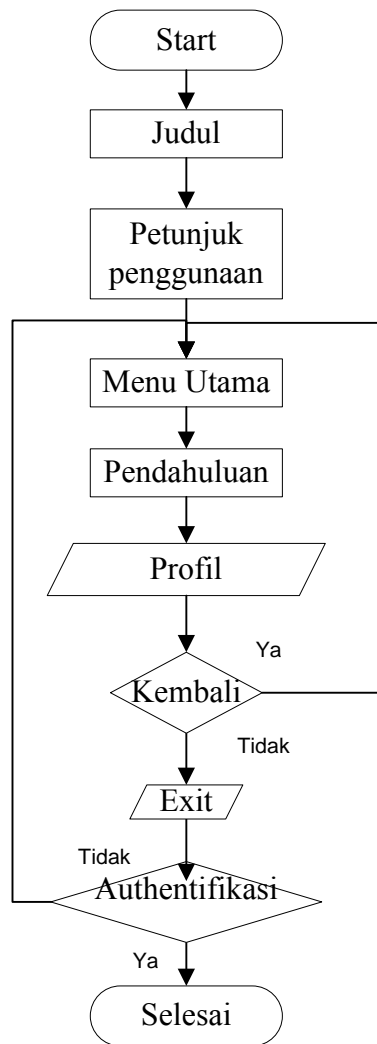 Start
Judul
Petunjuk
penggunaan
Menu Utama
Pendahuluan
Profil
Ya
Kembali
Tidak
Exit
Tidak
Authentifikasi
Ya
Selesai